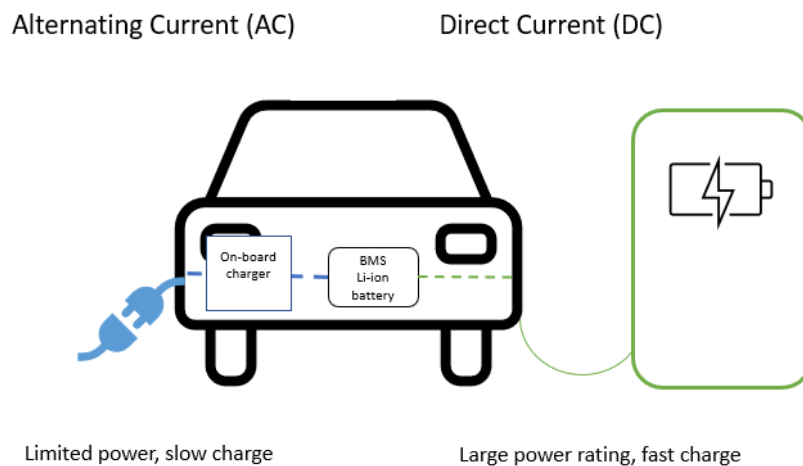 Alternating Current (AC)
Direct Current (DC)
On-board
charger
BMS
Li-ion
battery
Limited power, slow charge
Large power rating, fast charge